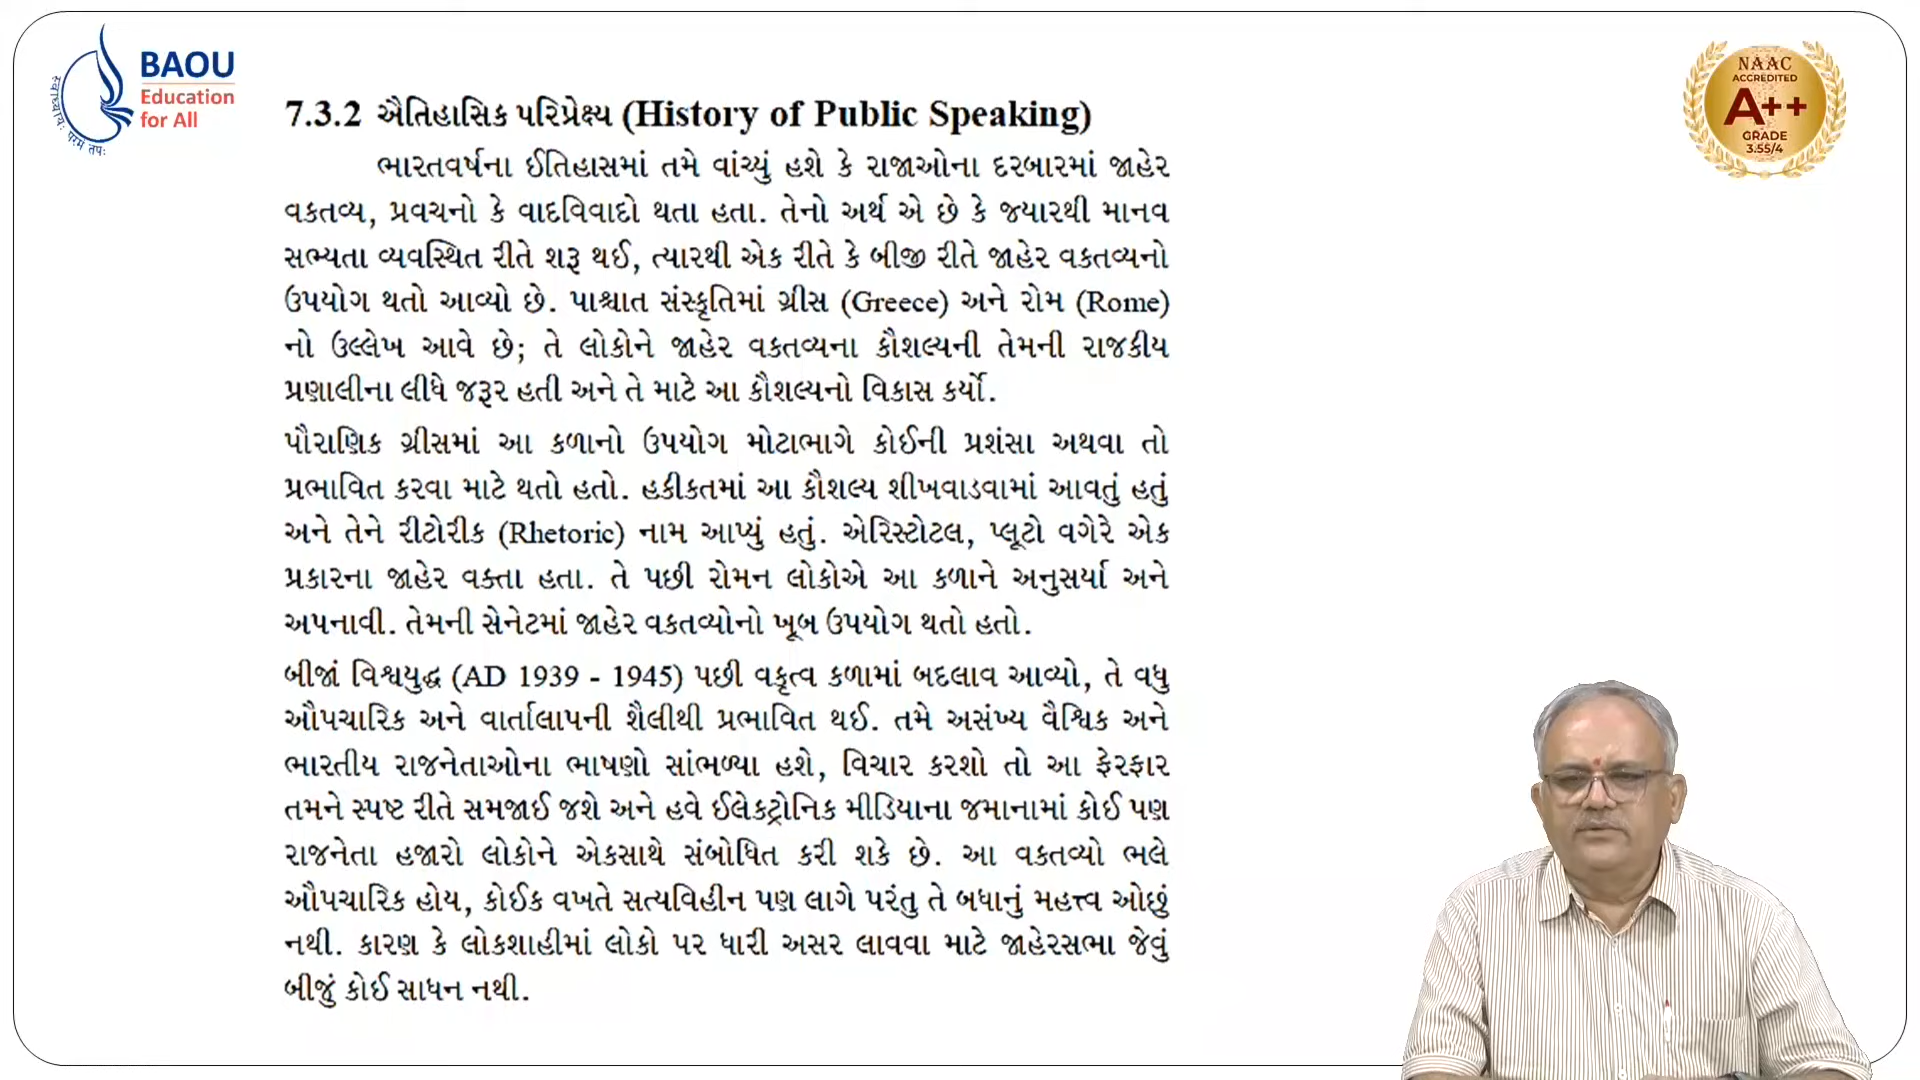 BAOU
Education
for All
સ્વાધ્યાયઃ પરમં તપઃ
NAAC
ACCREDITED
A++
GRADE
3.55/4
7.3.2 ઐતિહાસિક પરિપ્રેક્ષ્ય (History of Public Speaking)
ભારતવર્ષના ઈતિહાસમાં તમે વાંચ્યું હશે કે રાજાઓના દરબારમાં જાહેર
વકતવ્ય, પ્રવચનો કે વાદવિવાદો થતા હતા. તેનો અર્થ એ છે કે જ્યારથી માનવ
સભ્યતા વ્યવસ્થિત રીતે શરૂ થઈ, ત્યારથી એક રીતે કે બીજી રીતે જાહેર વકતવ્યનો
ઉપયોગ થતો આવ્યો છે. પાશ્ચાત સંસ્કૃતિમાં ગ્રીસ (Greece) અને રોમ (Rome)
નો ઉલ્લેખ આવે છે; તે લોકોને જાહેર વકતવ્યના કૌશલ્યની તેમની રાજકીય
પ્રણાલીના લીધે જરૂર હતી અને તે માટે આ કૌશલ્યનો વિકાસ કર્યો.
પૌરાણિક ગ્રીસમાં આ કળાનો ઉપયોગ મોટાભાગે કોઈની પ્રશંસા અથવા તો
પ્રભાવિત કરવા માટે થતો હતો. હકીકતમાં આ કૌશલ્ય શીખવાડવામાં આવતું હતું
અને તેને રીટોરીક (Rhetoric) નામ આપ્યું હતું. એરિસ્ટોટલ, પ્લૂટો વગેરે એક
પ્રકારના જાહેર વક્તા હતા. તે પછી રોમન લોકોએ આ કળાને અનુસર્યા અને
અપનાવી. તેમની સેનેટમાં જાહેર વકતવ્યોનો ખૂબ ઉપયોગ થતો હતો.
બીજાં વિશ્વયુદ્ધ (AD 1939 - 1945) પછી વકૃત્વ કળામાં બદલાવ આવ્યો, તે વધુ
ઔપચારિક અને વાર્તાલાપની શૈલીથી પ્રભાવિત થઈ. તમે અસંખ્ય વૈશ્વિક અને
ભારતીય રાજનેતાઓના ભાષણો સાંભળ્યા હશે, વિચાર કરશો તો આ ફેરફાર
તમને સ્પષ્ટ રીતે સમજાઈ જશે અને હવે ઈલેકટ્રોનિક મીડિયાના જમાનામાં કોઈ પણ
રાજનેતા હજારો લોકોને એકસાથે સંબોધિત કરી શકે છે. આ વકતવ્યો ભલે
ઔપચારિક હોય, કોઈક વખતે સત્યવિહીન પણ લાગે પરંતુ તે બધાનું મહત્ત્વ ઓછું
નથી. કારણ કે લોકશાહીમાં લોકો પર ધારી અસર લાવવા માટે જાહેરસભા જેવું
બીજું કોઈ સાધન નથી.